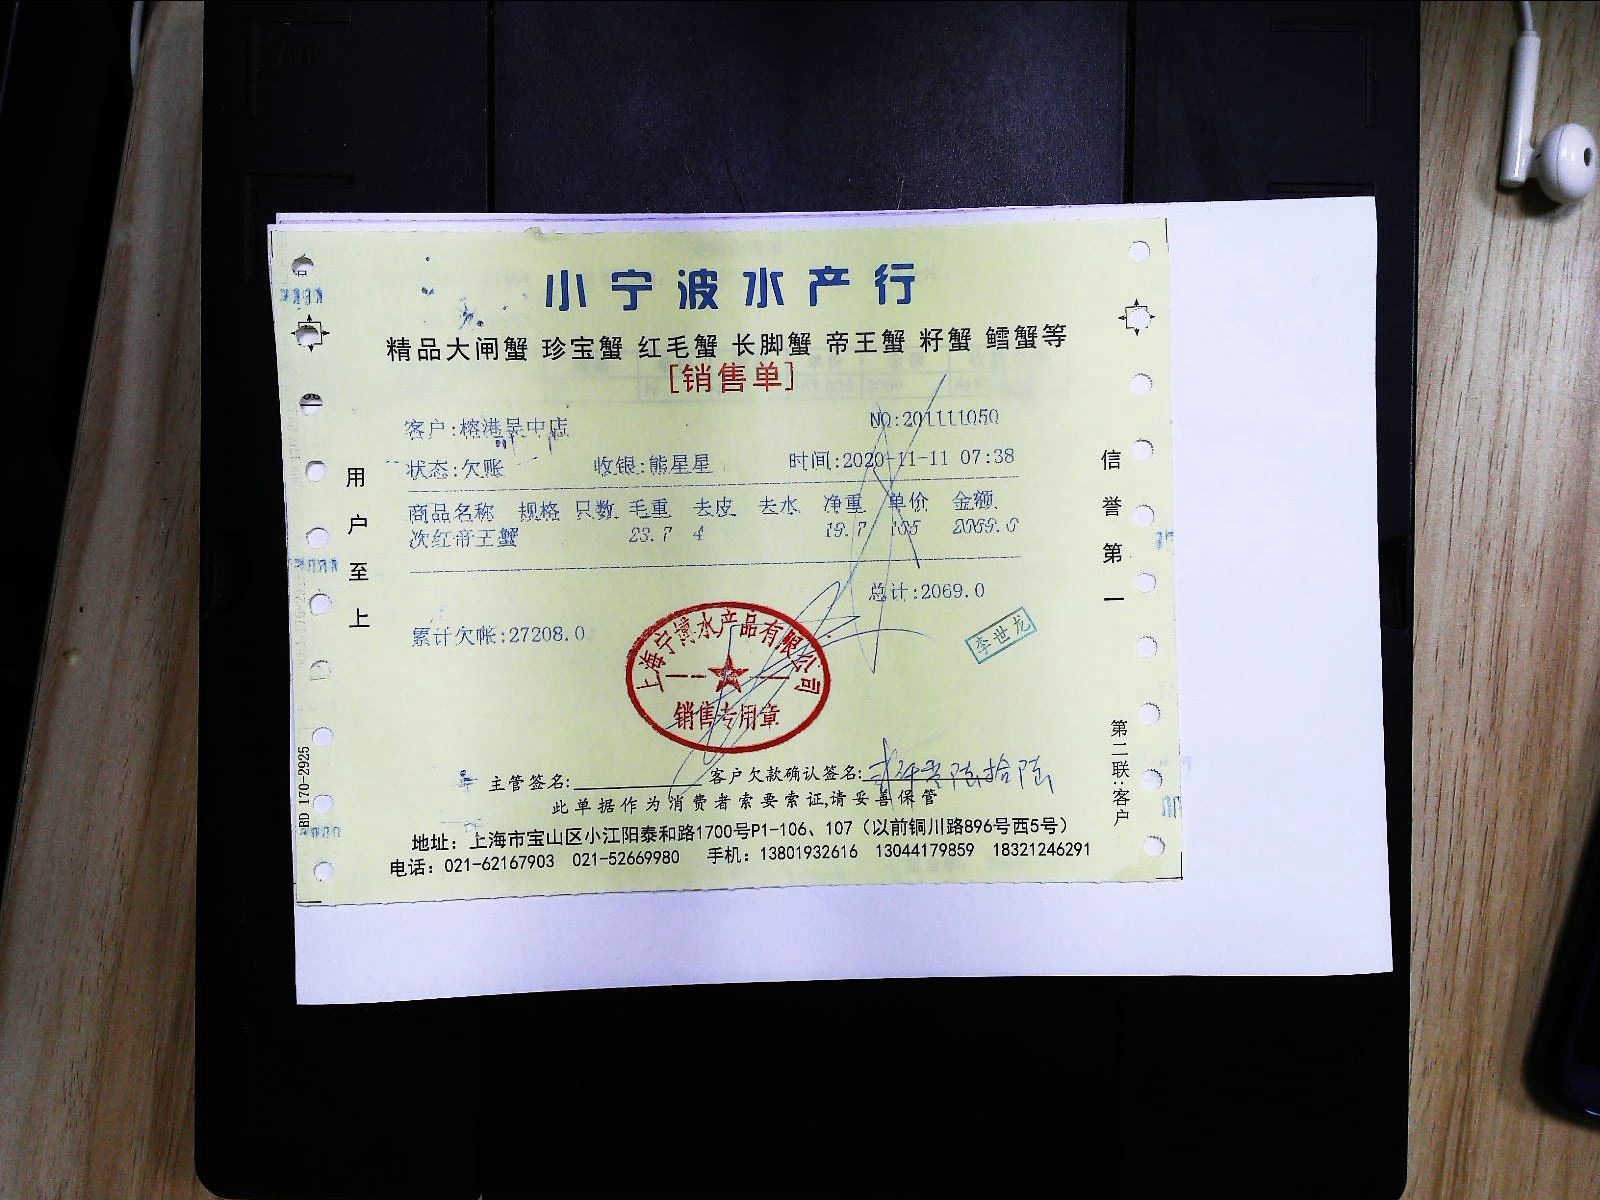 小宁波水产行
精品大闸蟹 珍宝蟹 红毛蟹 长脚蟹 帝王蟹 籽蟹 鳕蟹等
[销售单]
客户:榕港吴中店 NO:201111050
状态:欠账 收银:熊星星 时间:2020-11-11 07:38
商品名称 规格 只数 毛重 去皮 去水 净重 单价 金额
次红帝王蟹 23.7 4 19.7 105 2069.0
总计:2069.0
累计欠帐:27208.0
李世龙
上海宁濤水产品有限公司
销售专用章
主管签名: 客户欠款确认签名:
此单据作为消费者索要索证,请妥善保管
地址：上海市宝山区小江阳泰和路1700号P1-106、107（以前铜川路896号西5号）
电话：021-62167903 021-52669980 手机：13801932616 13044179859 18321246291
用户至上
信誉第一
第二联:客户
BD 170-2925